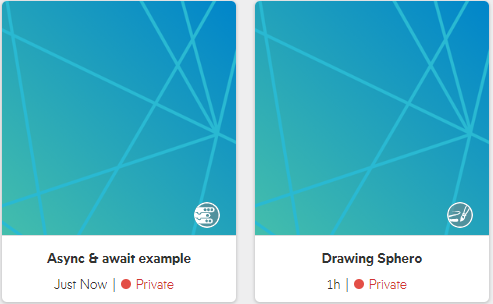 Async & await example
Just Now | Private
Drawing Sphero
1h | Private